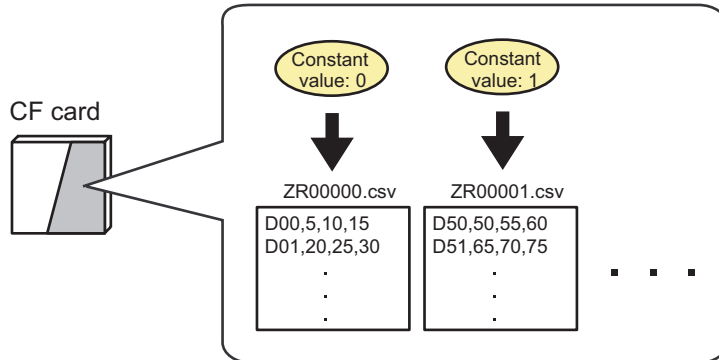 CF card
Constant
value: 0
Constant
value: 1
ZR00000.csv
ZR00001.csv
D00,5,10,15
D01,20,25,30
D50,50,55,60
D51,65,70,75